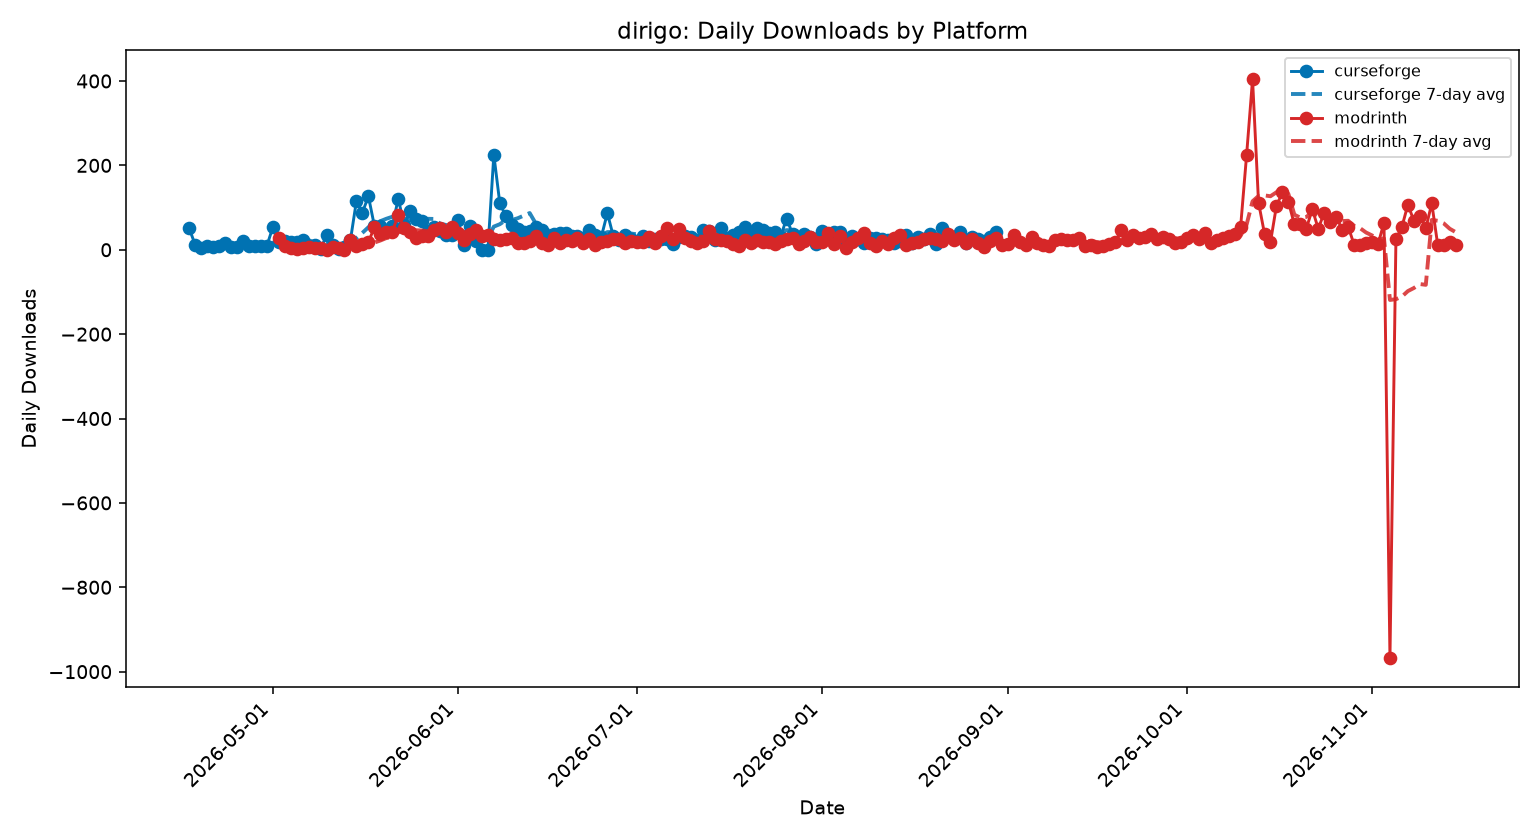 dirigo: Daily Downloads by Platform
curseforge
curseforge 7-day avg
modrinth
modrinth 7-day avg
400
200
0
−200
−400
−600
−800
−1000
Daily Downloads
2026-05-01
2026-06-01
2026-07-01
2026-08-01
2026-09-01
2026-10-01
2026-11-01
Date